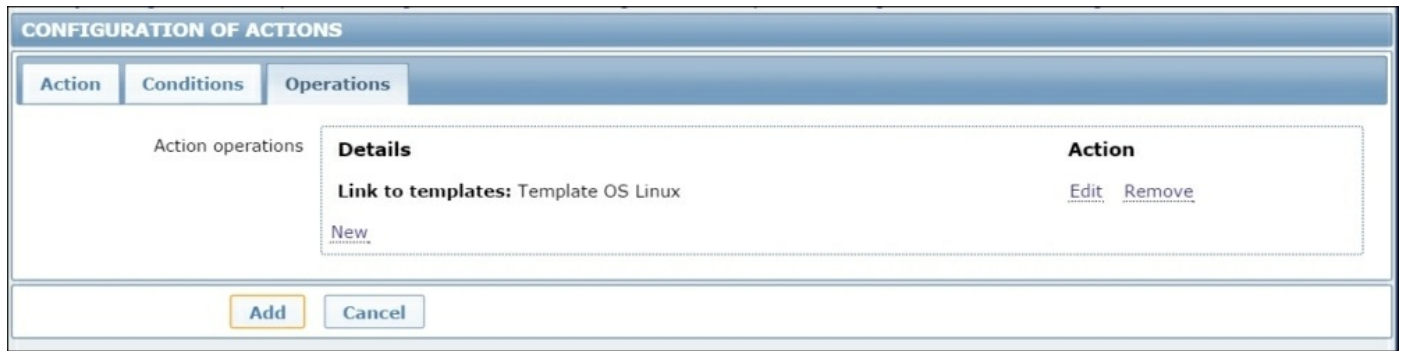 CONFIGURATION OF ACTIONS
Action Conditions Operations
Action operations Details Action
Link to templates: Template OS Linux Edit Remove
New
Add Cancel